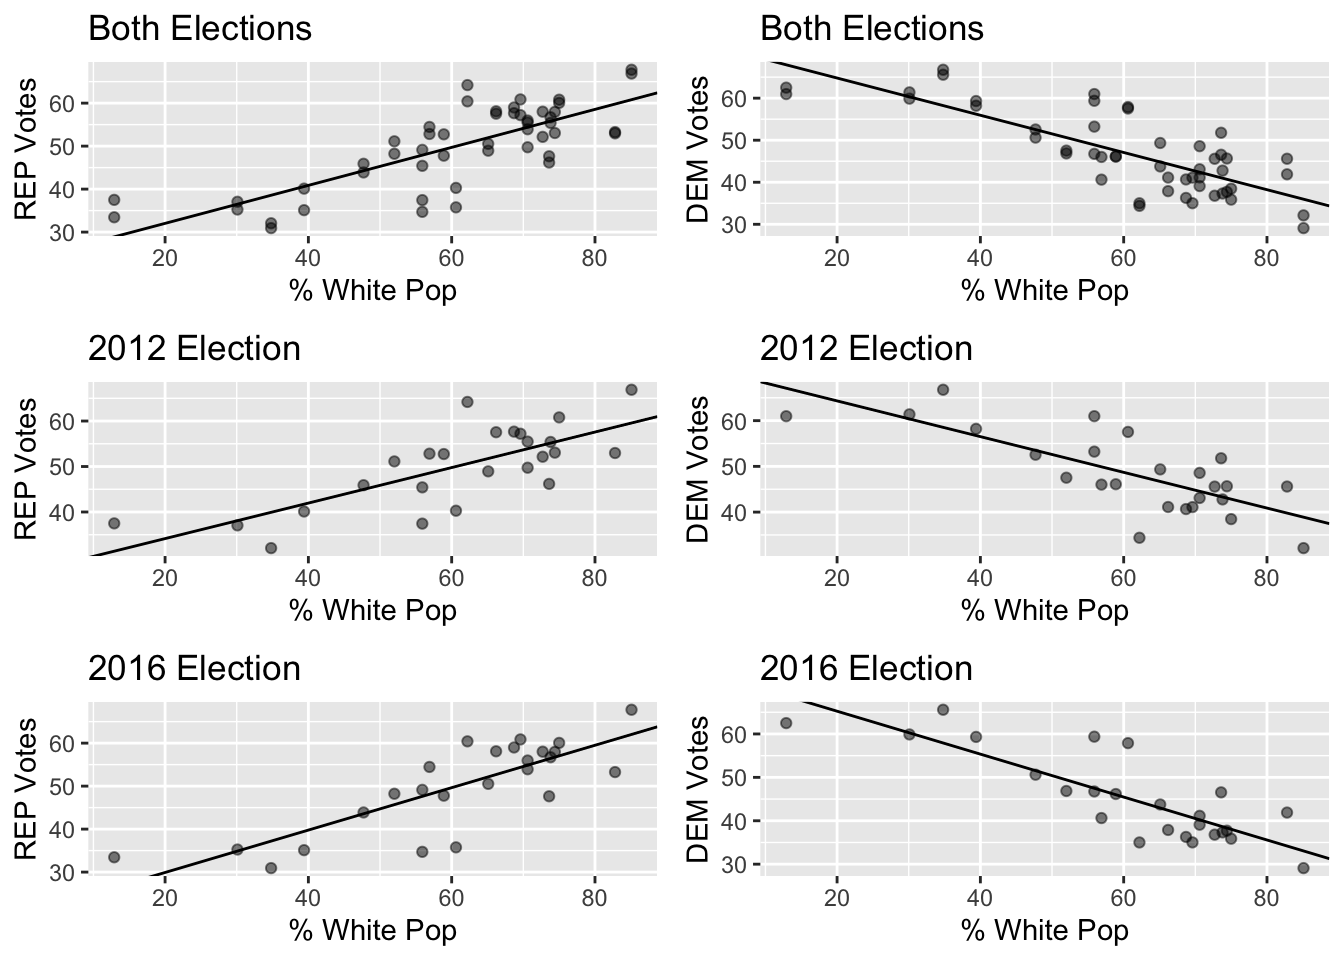 Both Elections
REP Votes
60
50
40
30
20 40 60 80
% White Pop
Both Elections
DEM Votes
60
50
40
30
20 40 60 80
% White Pop
2012 Election
REP Votes
60
50
40
20 40 60 80
% White Pop
2012 Election
DEM Votes
60
50
40
20 40 60 80
% White Pop
2016 Election
REP Votes
60
50
40
30
20 40 60 80
% White Pop
2016 Election
DEM Votes
60
50
40
30
20 40 60 80
% White Pop